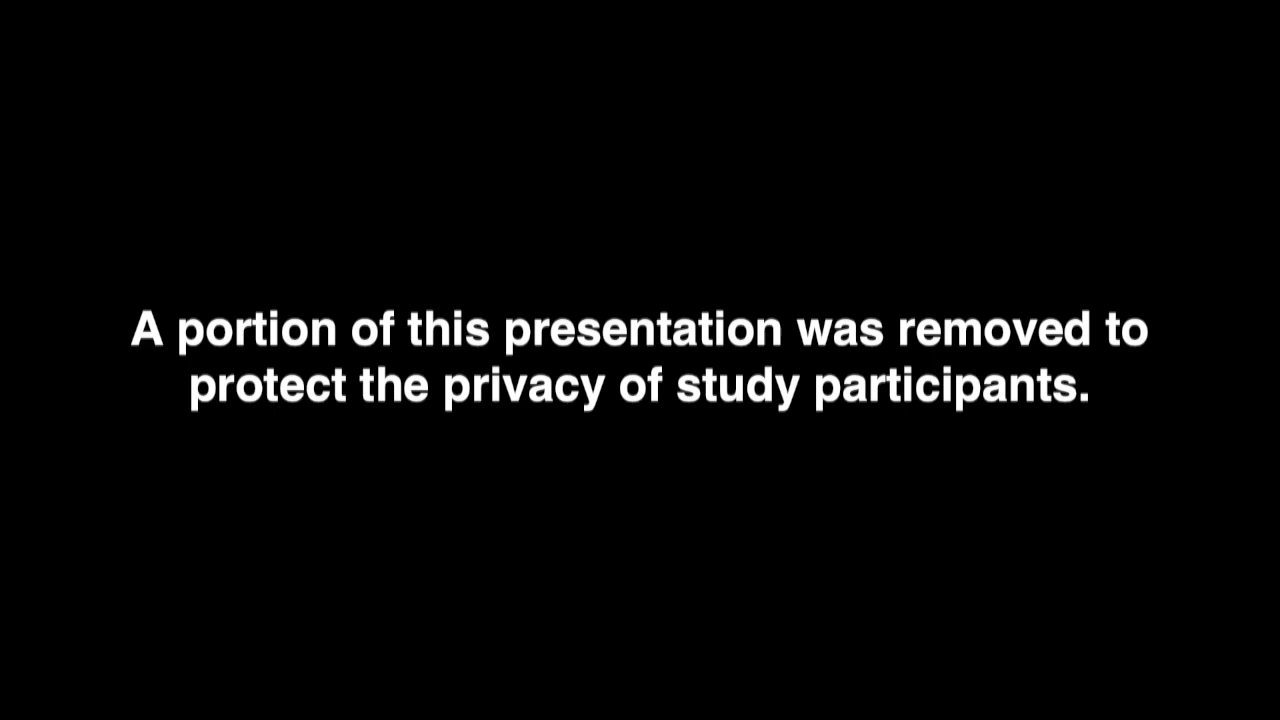 A portion of this presentation was removed to
protect the privacy of study participants.